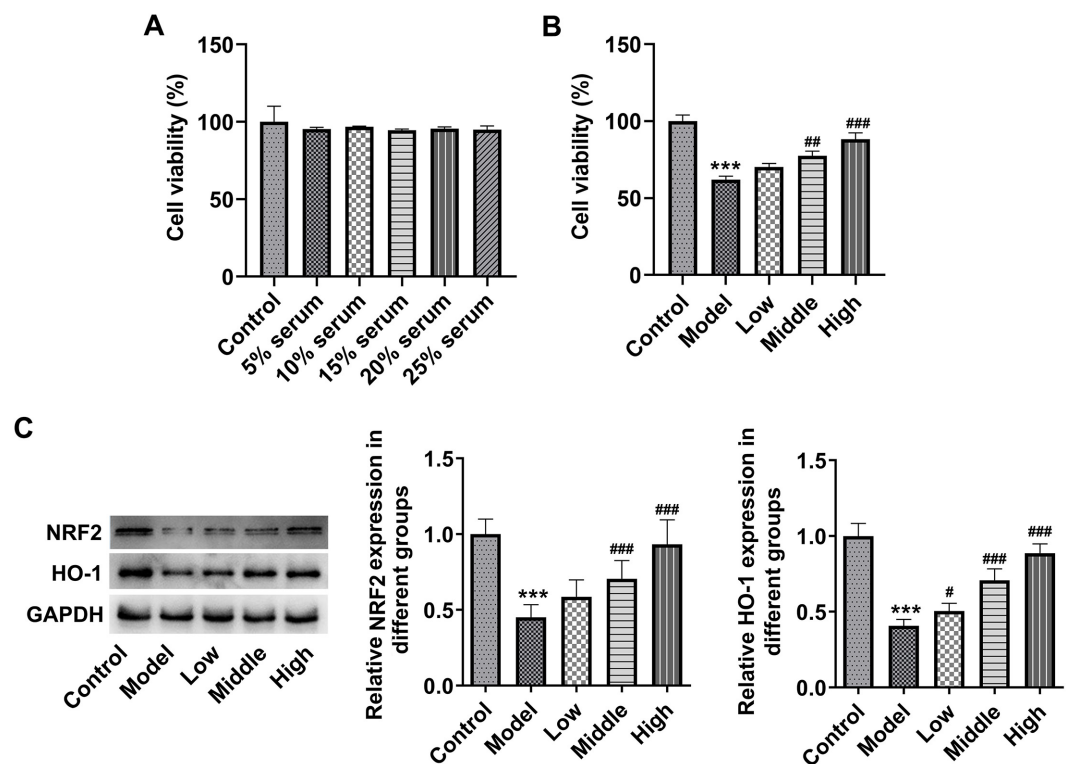 A
Cell viability (%)
150
100
50
0
Control
5% serum
10% serum
15% serum
20% serum
25% serum
B
Cell viability (%)
150
100
50
0
***
##
###
Control
Model
Low
Middle
High
C
NRF2
HO-1
GAPDH
Control
Model
Low
Middle
High
Relative NRF2 expression in
different groups
1.5
1.0
0.5
0.0
***
###
###
Control
Model
Low
Middle
High
Relative HO-1 expression in
different groups
1.5
1.0
0.5
0.0
***
#
###
###
Control
Model
Low
Middle
High